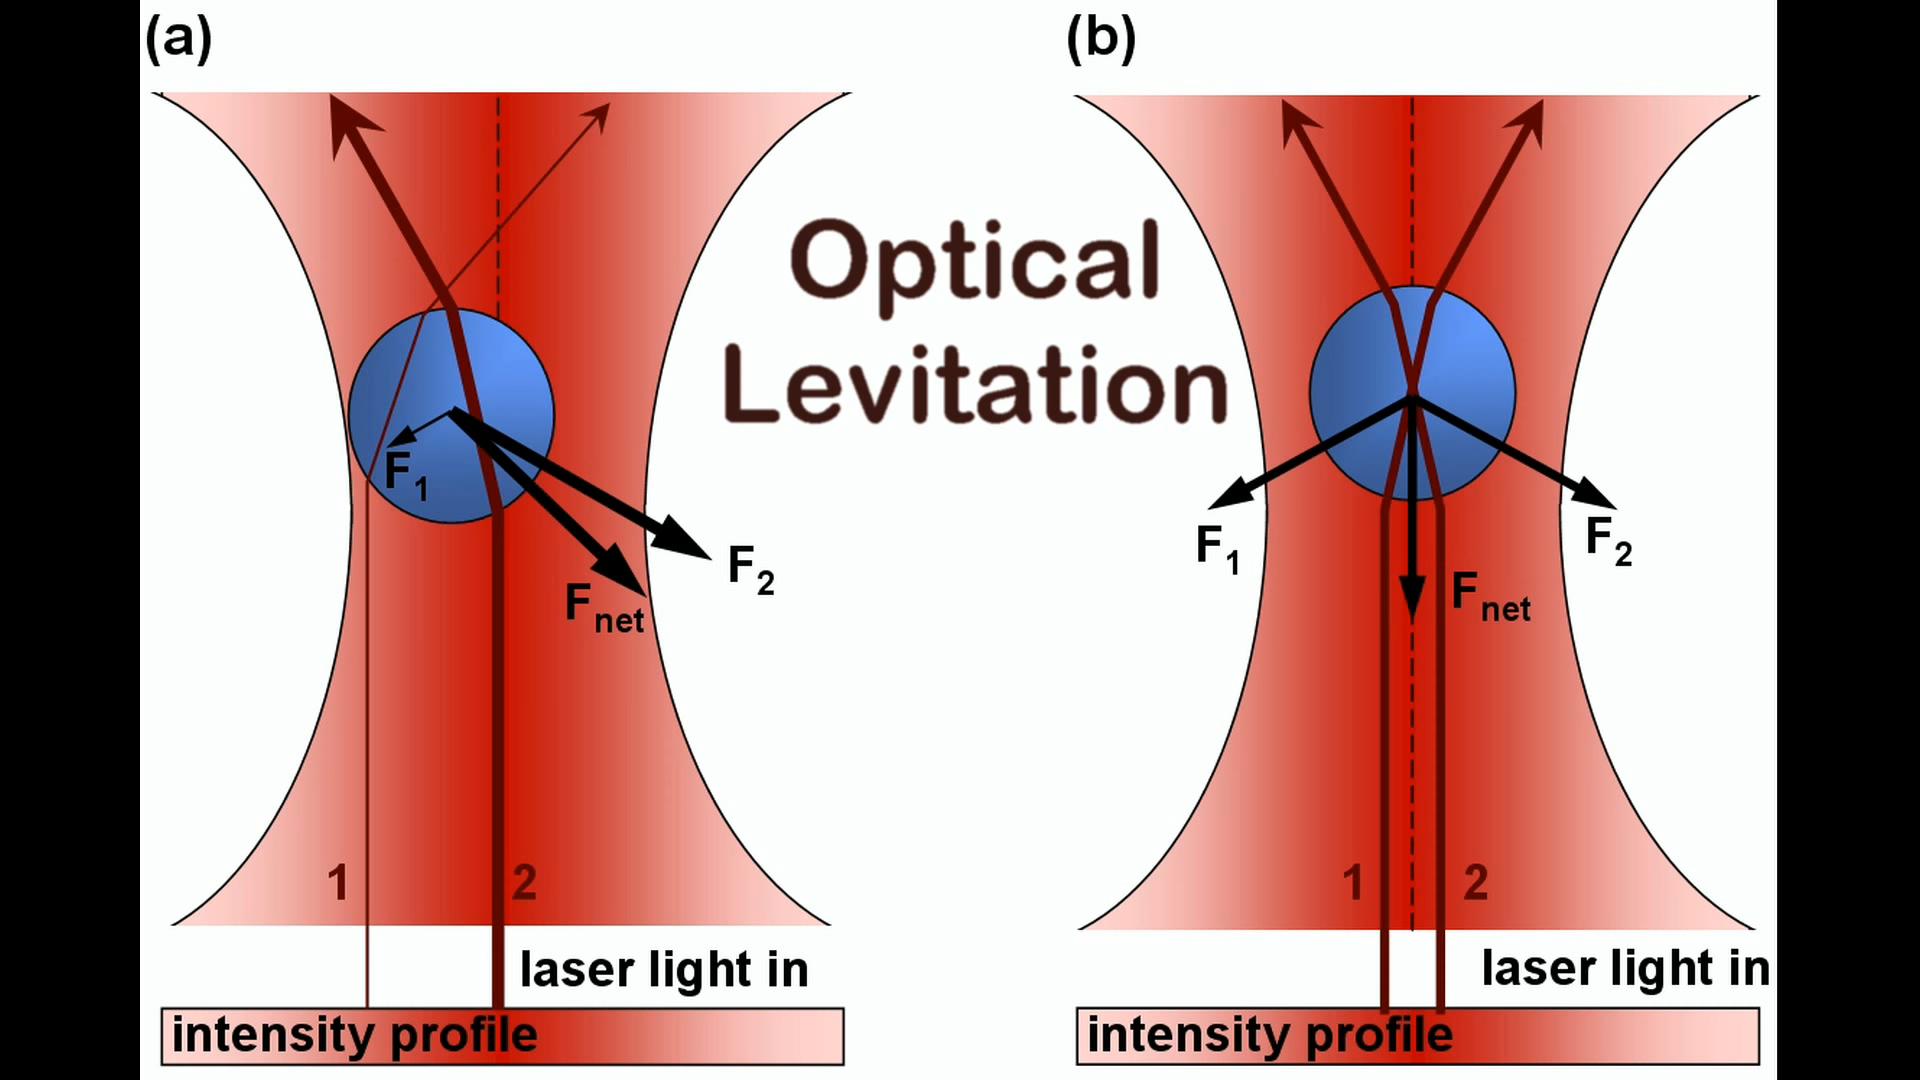 (a)
(b)
Optical
Levitation
F1
F2
Fnet
F1
F2
Fnet
1
2
1
2
laser light in
laser light in
intensity profile
intensity profile